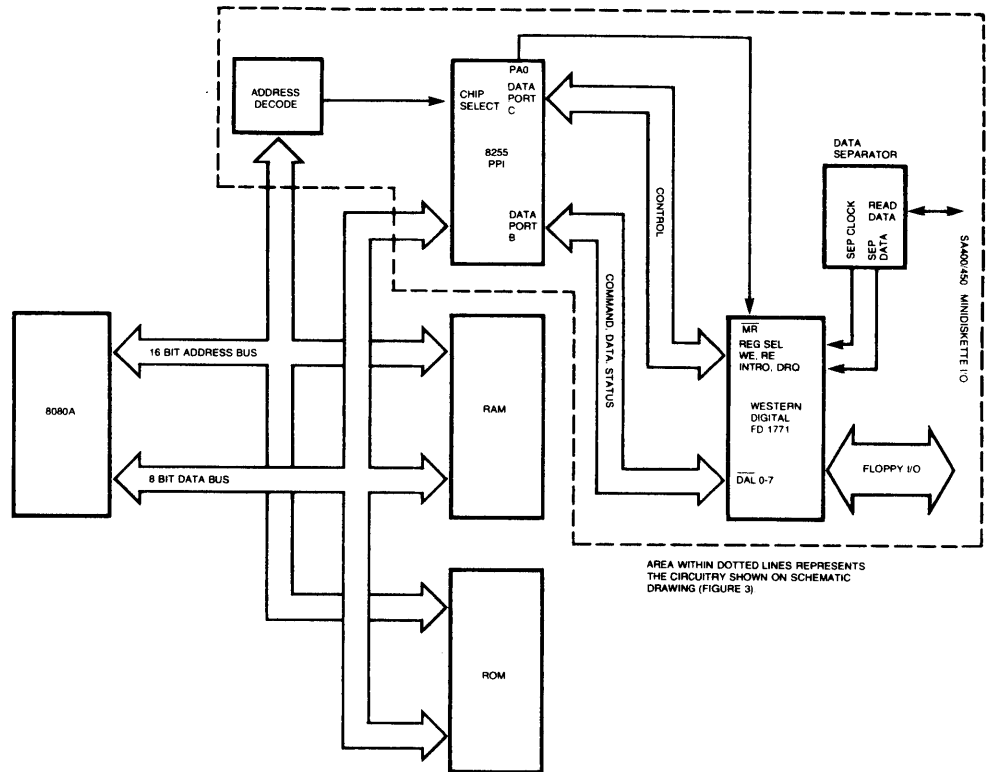 ADDRESS
DECODE
PA0
CHIP
SELECT
DATA
PORT
C
8255
PPI
DATA
PORT
B
CONTROL
COMMAND, DATA, STATUS
DATA
SEPARATOR
SEP CLOCK
SEP
DATA
READ
DATA
SA400/450 MINIDISKETTE I/O
8080A
16 BIT ADDRESS BUS
8 BIT DATA BUS
RAM
ROM
MR
REG SEL
WE, RE
INTRO, DRQ
WESTERN
DIGITAL
FD 1771
DAL 0-7
FLOPPY I/O
AREA WITHIN DOTTED LINES REPRESENTS
THE CIRCUITRY SHOWN ON SCHEMATIC
DRAWING (FIGURE 3)